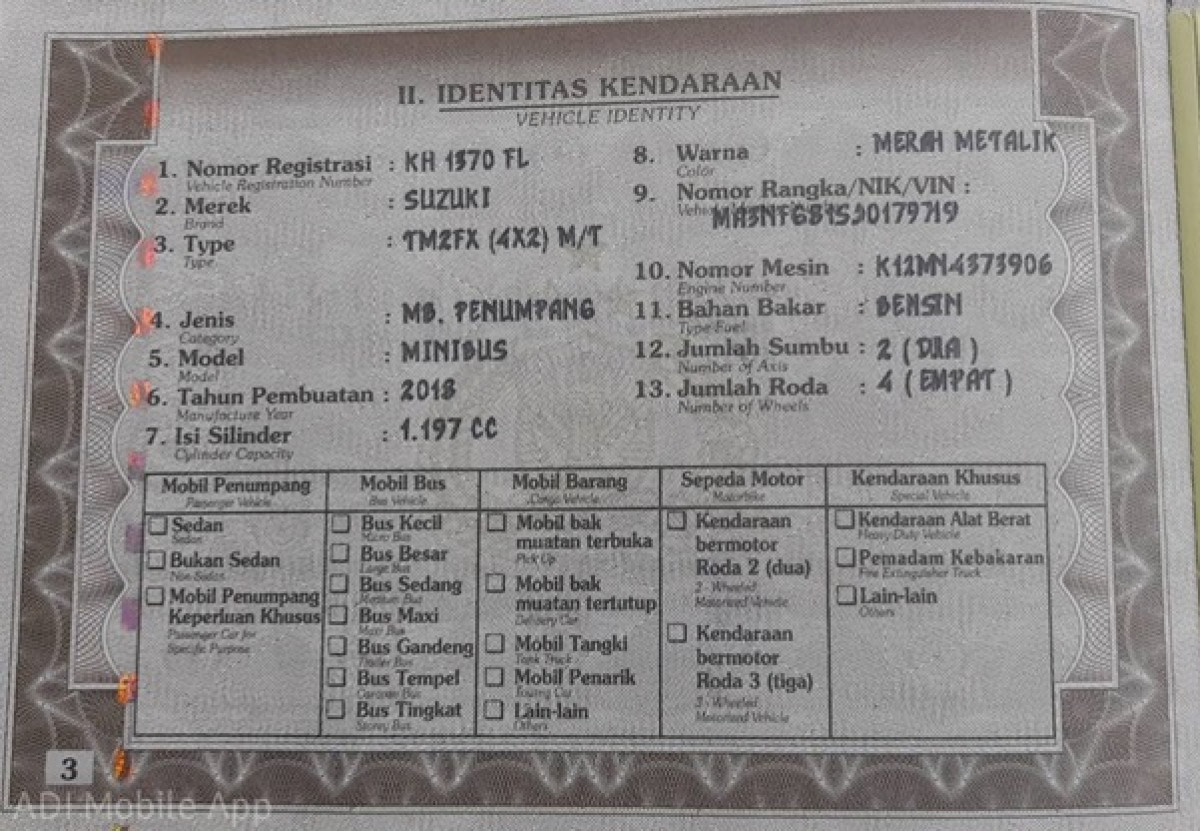 II. IDENTITAS KENDARAAN
VEHICLE IDENTITY
1. Nomor Registrasi : KH 1370 FL
Vehicle Registration Number
2. Merek : SUZUKI
Brand
3. Type : TM2FX (4X2) M/T
Type
4. Jenis : MB. PENUMPANG
Category
5. Model : MINIBUS
Model
6. Tahun Pembuatan : 2018
Manufacture Year
7. Isi Silinder : 1.197 CC
Cylinder Capacity
8. Warna : MERAH METALIK
Color
9. Nomor Rangka/NIK/VIN :
10. Nomor Mesin : K12MN4373906
Engine Number
11. Bahan Bakar : BENSIN
Type Fuel
12. Jumlah Sumbu : 2 ( DUA )
Number of Axis
13. Jumlah Roda : 4 ( EMPAT )
Number of Wheels
Mobil Penumpang
Passenger Vehicle
Sedan
Sedan
Bukan Sedan
Non Sedan
Mobil Penumpang
Keperluan Khusus
Passenger Car for
Specific Purpose
Mobil Bus
Bus Vehicle
Bus Kecil
Micro Bus
Bus Besar
Large Bus
Bus Sedang
Medium Bus
Bus Maxi
Maxi Bus
Bus Gandeng
Trailer Bus
Bus Tempel
Bus
Bus Tingkat
Storey Bus
Mobil Barang
Cargo Vehicle
Mobil bak
muatan terbuka
Pick Up
Mobil bak
muatan tertutup
Delivery Car
Mobil Tangki
Tank Truck
Mobil Penarik
Towing Car
Lain-lain
Others
Sepeda Motor
Motorbike
Kendaraan
bermotor
Roda 2 (dua)
2 - Wheeled
Motorized Vehicle
Kendaraan
bermotor
Roda 3 (tiga)
3 - Wheeled
Motorized Vehicle
Kendaraan Khusus
Special Vehicle
Kendaraan Alat Berat
Heavy Duty Vehicle
Pemadam Kebakaran
Fire Extinguisher Truck
Lain-lain
Others
3
ADI Mobile App